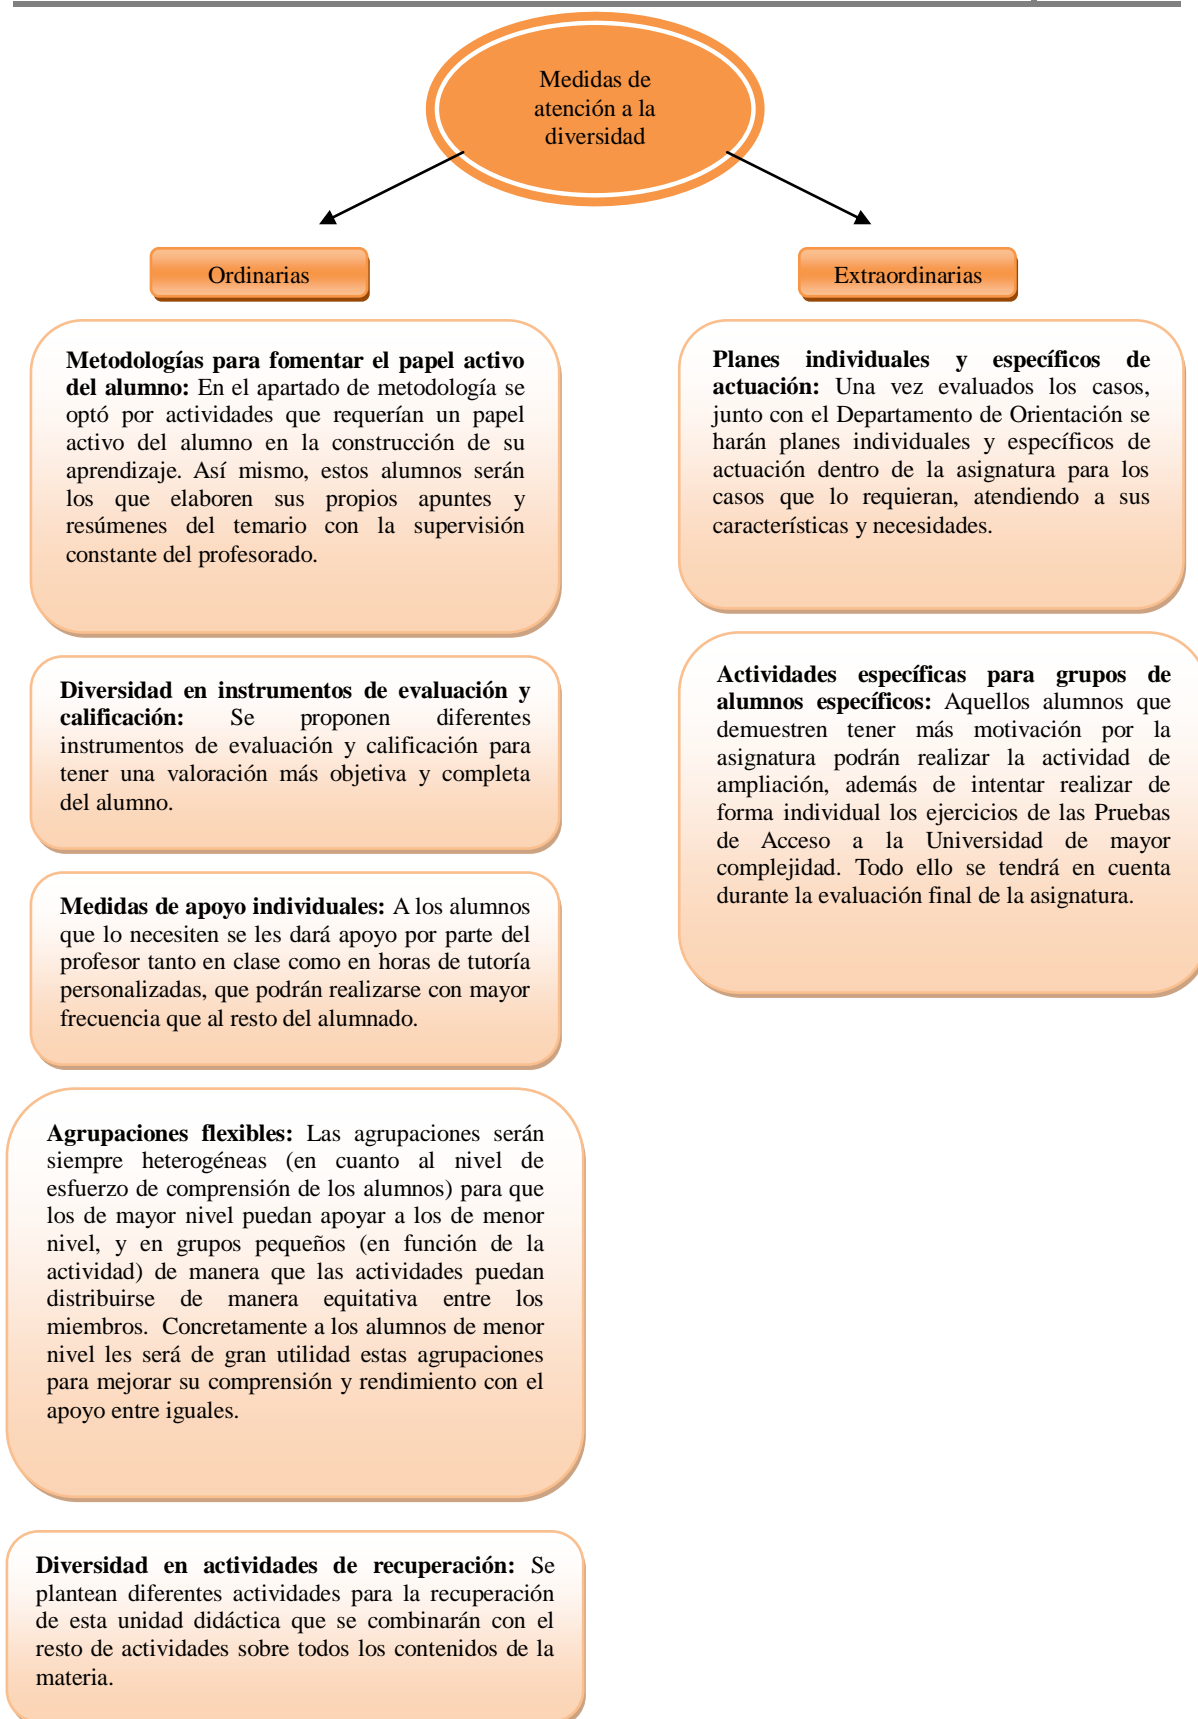 Medidas de
atención a la
diversidad
Ordinarias
Metodologías para fomentar el papel activo
del alumno: En el apartado de metodología se
optó por actividades que requerían un papel
activo del alumno en la construcción de su
aprendizaje. Así mismo, estos alumnos serán
los que elaboren sus propios apuntes y
resúmenes del temario con la supervisión
constante del profesorado.
Diversidad en instrumentos de evaluación y
calificación: Se proponen diferentes
instrumentos de evaluación y calificación para
tener una valoración más objetiva y completa
del alumno.
Medidas de apoyo individuales: A los alumnos
que lo necesiten se les dará apoyo por parte del
profesor tanto en clase como en horas de tutoría
personalizadas, que podrán realizarse con mayor
frecuencia que al resto del alumnado.
Agrupaciones flexibles: Las agrupaciones serán
siempre heterogéneas (en cuanto al nivel de
esfuerzo de comprensión de los alumnos) para que
los de mayor nivel puedan apoyar a los de menor
nivel, y en grupos pequeños (en función de la
actividad) de manera que las actividades puedan
distribuirse de manera equitativa entre los
miembros. Concretamente a los alumnos de menor
nivel les será de gran utilidad estas agrupaciones
para mejorar su comprensión y rendimiento con el
apoyo entre iguales.
Diversidad en actividades de recuperación: Se
plantean diferentes actividades para la recuperación
de esta unidad didáctica que se combinarán con el
resto de actividades sobre todos los contenidos de la
materia.
Extraordinarias
Planes individuales y específicos de
actuación: Una vez evaluados los casos,
junto con el Departamento de Orientación se
harán planes individuales y específicos de
actuación dentro de la asignatura para los
casos que lo requieran, atendiendo a sus
características y necesidades.
Actividades específicas para grupos de
alumnos específicos: Aquellos alumnos que
demuestren tener más motivación por la
asignatura podrán realizar la actividad de
ampliación, además de intentar realizar de
forma individual los ejercicios de las Pruebas
de Acceso a la Universidad de mayor
complejidad. Todo ello se tendrá en cuenta
durante la evaluación final de la asignatura.